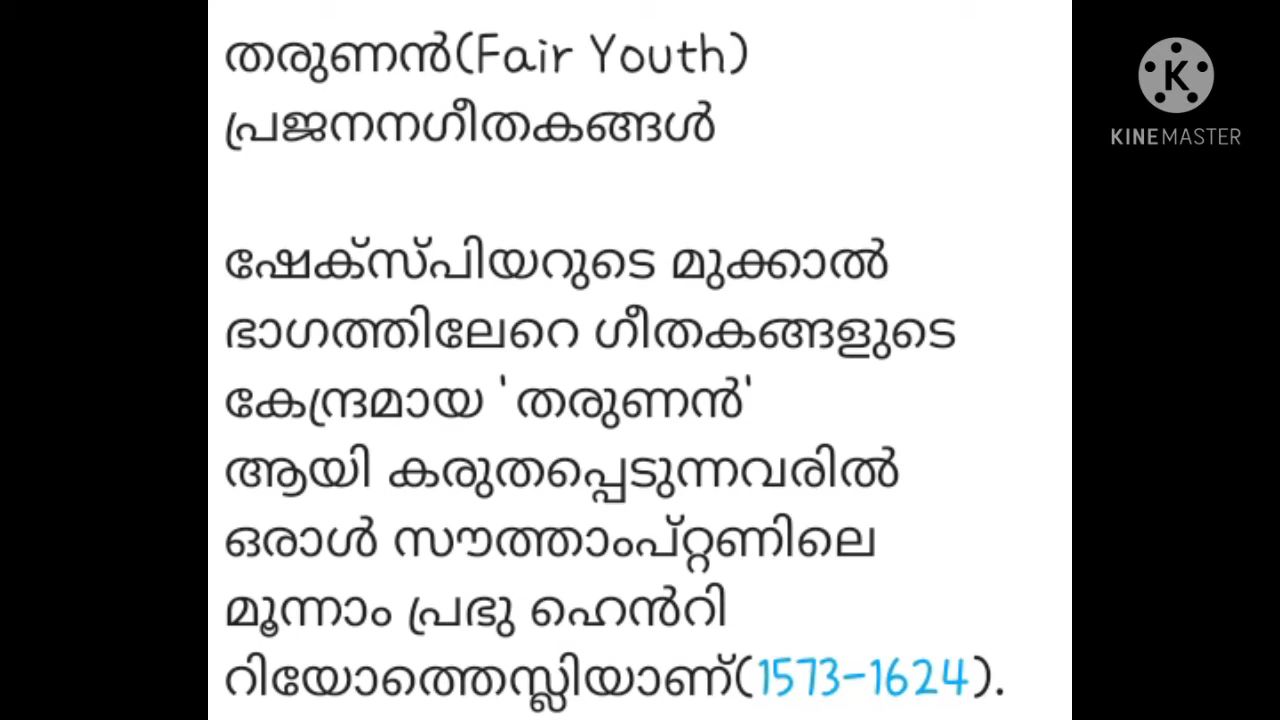 തരുണൻ(Fair Youth)
പ്രജനനഗീതകങ്ങൾ
ഷേക്സ്പിയറുടെ മുക്കാൽ
ഭാഗത്തിലേറെ ഗീതകങ്ങളുടെ
കേന്ദ്രമായ 'തരുണൻ'
ആയി കരുതപ്പെടുന്നവരിൽ
ഒരാൾ സൗത്താംപ്റ്റണിലെ
മൂന്നാം പ്രഭു ഹെൻറി
റിയോത്തെസ്ലിയാണ്(1573-1624).
K
KINEMASTER